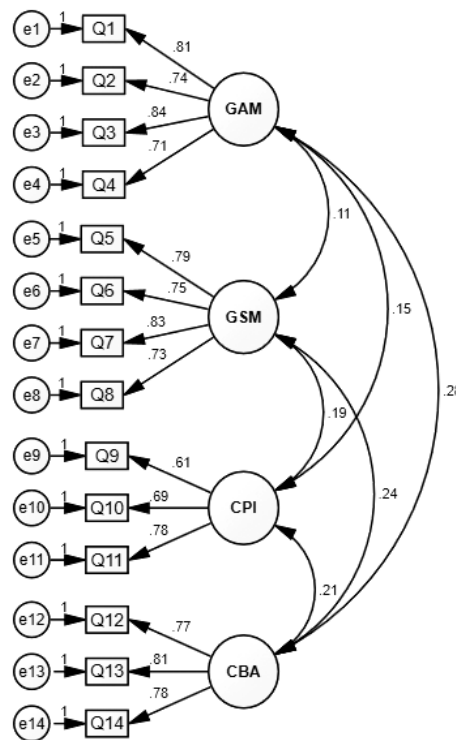 e1 1 Q1 .81
e2 1 Q2 .74
GAM
e3 1 Q3 .84
e4 1 Q4 .71
.11
e5 1 Q5 .79
e6 1 Q6 .75
.15
GSM
e7 1 Q7 .83
e8 1 Q8 .73
.28
.19
e9 1 Q9 .61
.24
e10 1 Q10 .69
CPI
e11 1 Q11 .78
.21
e12 1 Q12 .77
e13 1 Q13 .81
CBA
e14 1 Q14 .78